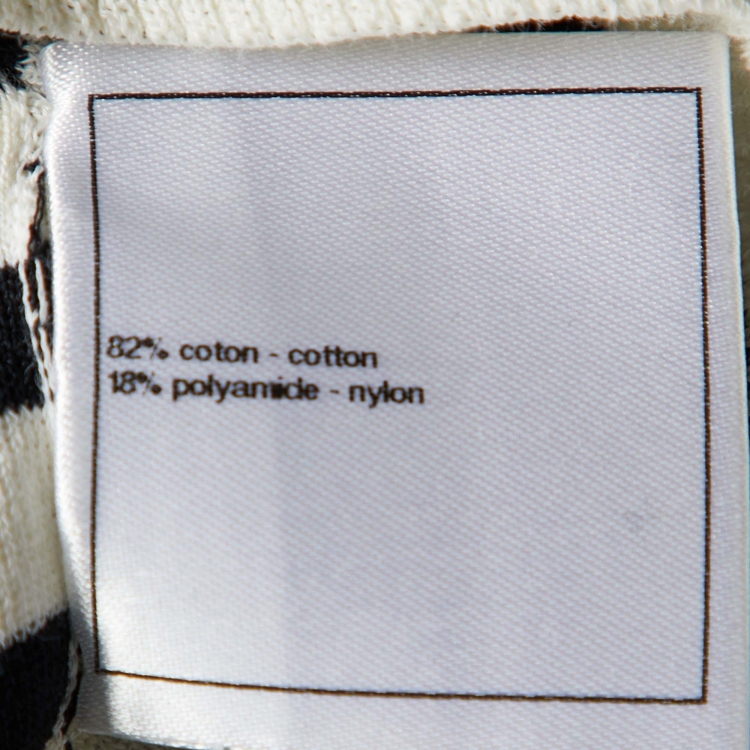 82% coton - cotton
18% polyamide - nylon